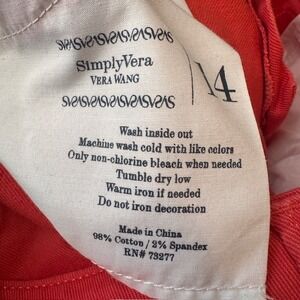 SimplyVera
VERA WANG
14
Wash inside out
Machine wash cold with like colors
Only non-chlorine bleach when needed
Tumble dry low
Warm iron if needed
Do not iron decoration
Made in China
98% Cotton / 2% Spandex
RN# 73277